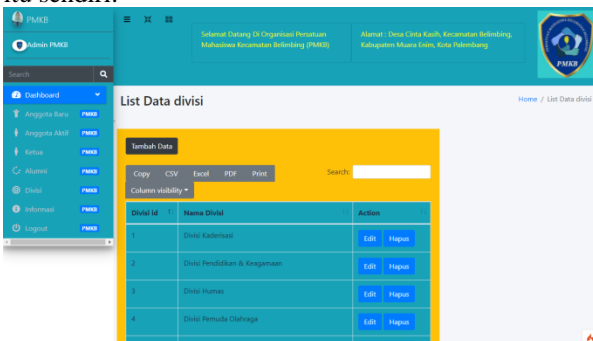 itu sendiri.
PMKB
Selamat Datang Di Organisasi Persatuan
Mahasiswa Kecamatan Belimbing (PMKB)
Alamat : Desa Cinta Kasih, Kecamatan Belimbing,
Kabupaten Muara Enim, Kota Palembang
PMKB
Admin PMKB
Search
Dashboard
Anggota Baru PMKB
Anggota Aktif PMKB
Ketua PMKB
Alumni PMKB
Divisi PMKB
Informasi PMKB
Logout PMKB
List Data divisi
Home / List Data divisi
Tambah Data
Copy CSV Excel PDF Print
Column visibility
Search:
Divisi Id Nama Divisi Action
1 Divisi Kaderisasi Edit Hapus
2 Divisi Pendidikan & Keagamaan Edit Hapus
3 Divisi Humas Edit Hapus
4 Divisi Pemuda Olahraga Edit Hapus